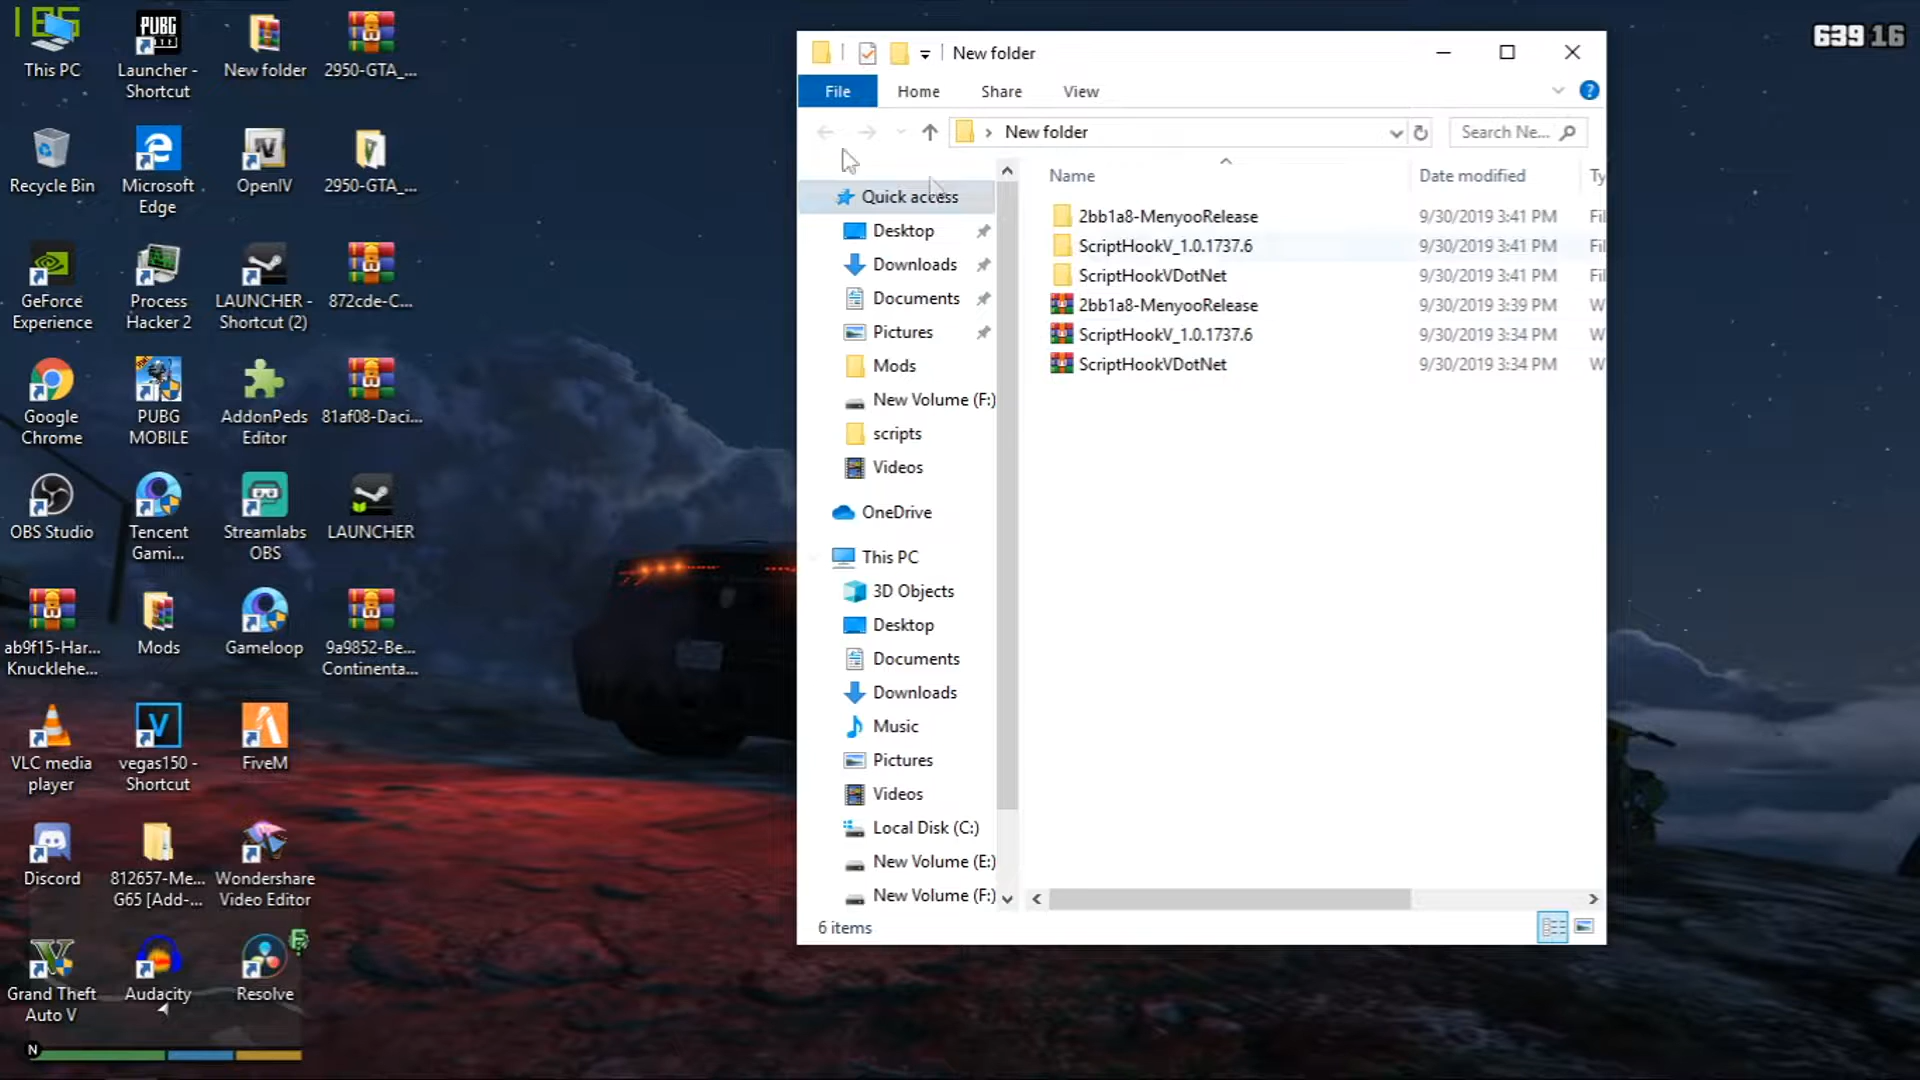 185
639 16
This PC
PUBG
Launcher -
Shortcut
New folder
2950-GTA_...
Recycle Bin
Microsoft
Edge
OpenIV
2950-GTA_...
GeForce
Experience
Process
Hacker 2
LAUNCHER -
Shortcut (2)
872cde-C...
Google
Chrome
PUBG
MOBILE
AddonPeds
Editor
81af08-Daci...
OBS Studio
Tencent
Gami...
Streamlabs
OBS
LAUNCHER
ab9f15-Har...
Knucklehe...
Mods
Gameloop
9a9852-Be...
Continenta...
VLC media
player
vegas150 -
Shortcut
FiveM
Discord
812657-Me...
G65 [Add-...
Wondershare
Video Editor
Grand Theft
Auto V
Audacity
Resolve
N
New folder
File
Home
Share
View
New folder
Search Ne...
Quick access
Desktop
Downloads
Documents
Pictures
Mods
New Volume (F:)
scripts
Videos
OneDrive
This PC
3D Objects
Desktop
Documents
Downloads
Music
Pictures
Videos
Local Disk (C:)
New Volume (E:)
New Volume (F:)
Name Date modified Ty
2bb1a8-MenyooRelease 9/30/2019 3:41 PM Fil
ScriptHookV_1.0.1737.6 9/30/2019 3:41 PM Fil
ScriptHookVDotNet 9/30/2019 3:41 PM Fil
2bb1a8-MenyooRelease 9/30/2019 3:39 PM W
ScriptHookV_1.0.1737.6 9/30/2019 3:34 PM W
ScriptHookVDotNet 9/30/2019 3:34 PM W
6 items